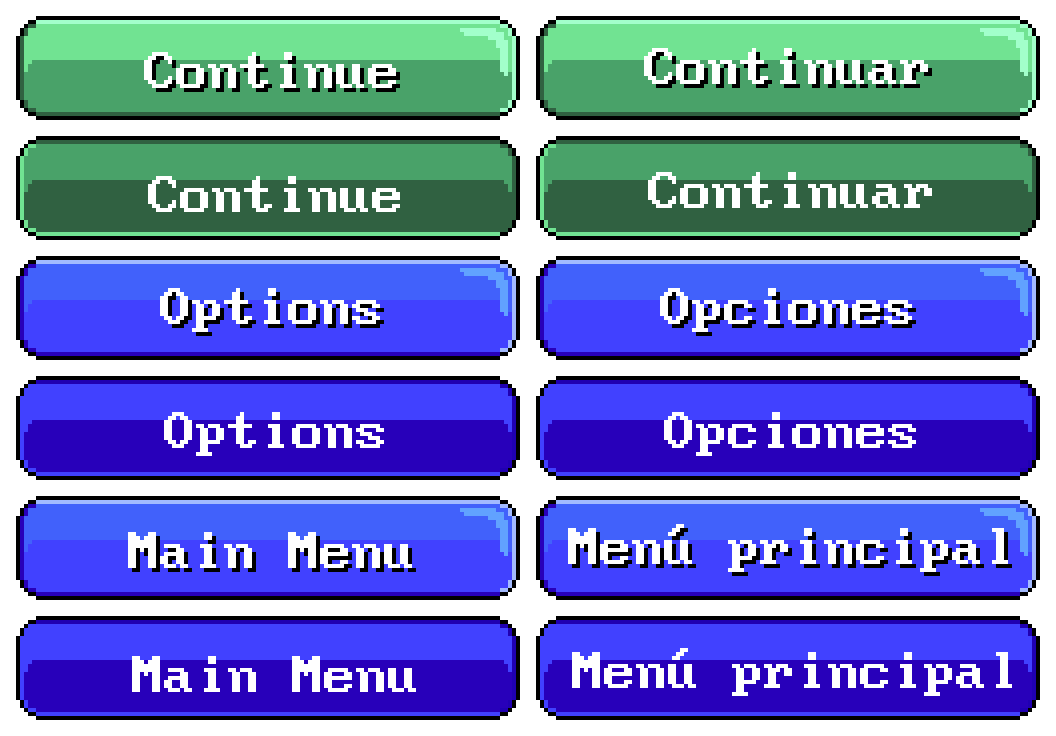 Continue
Continuar
Continue
Continuar
Options
Opciones
Options
Opciones
Main Menu
Menú principal
Main Menu
Menú principal